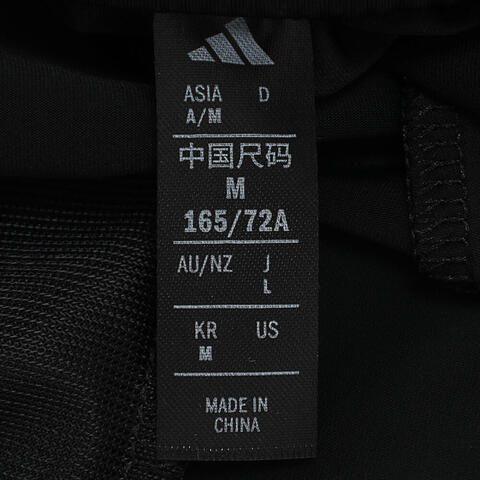 ASIA D
A/M
中国尺码
M
165/72A
AU/NZ J
L
KR US
M
MADE IN
CHINA